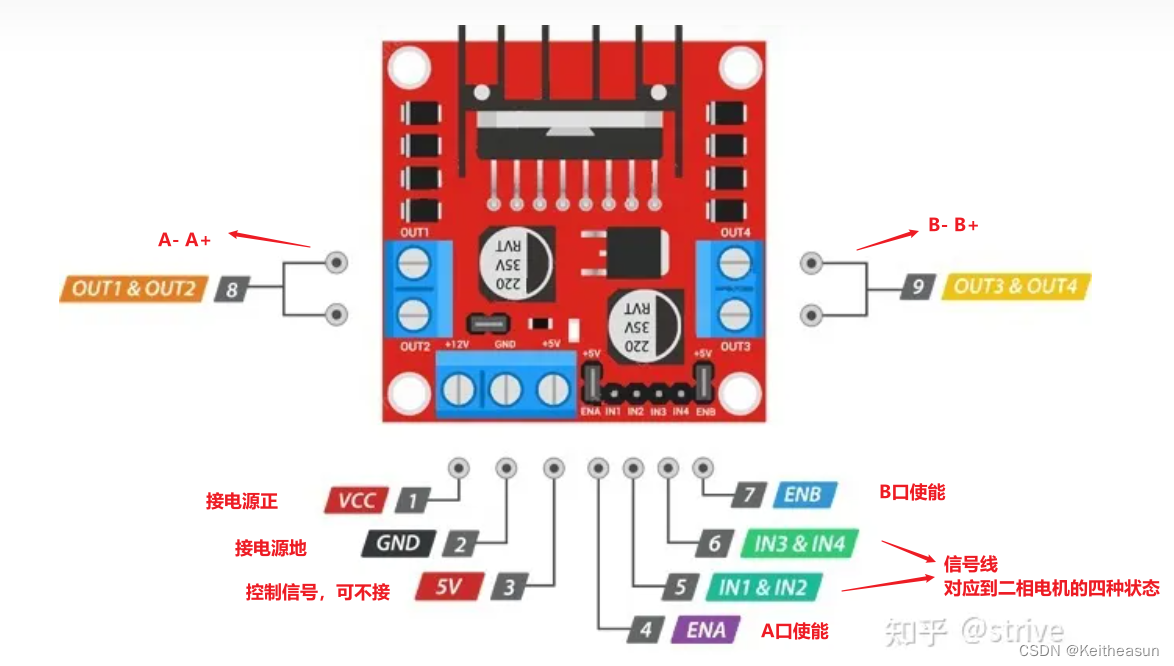 OUT1
OUT4
A- A+
B- B+
220
35V
RVT
OUT1 & OUT2
8
9
OUT3 & OUT4
220
35V
RVT
OUT2
+12V
GND
+5V
+5V
+5V
OUT3
ENA
IN1
IN2
IN3
IN4
ENB
接电源正
VCC
1
7
ENB
B口使能
接电源地
GND
2
6
IN3 & IN4
信号线
对应到二相电机的四种状态
控制信号，可不接
5V
3
5
IN1 & IN2
4
ENA
A口使能
知乎 @strive
CSDN @Keitheasun